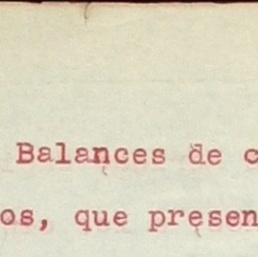 Balances de c
os, que presen